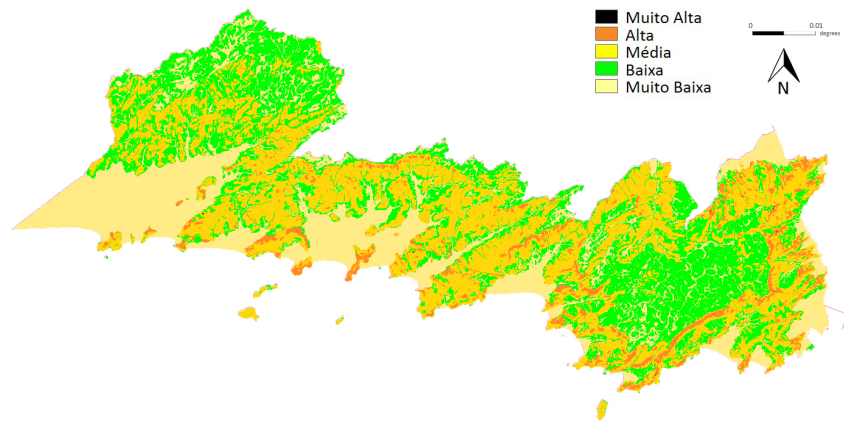 Muito Alta
Alta
Média
Baixa
Muito Baixa
0 0.01
degrees
N